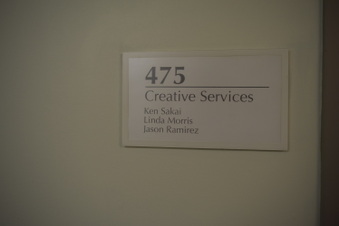 475
Creative Services
Ken Sakai
Linda Morris
Jason Ramirez